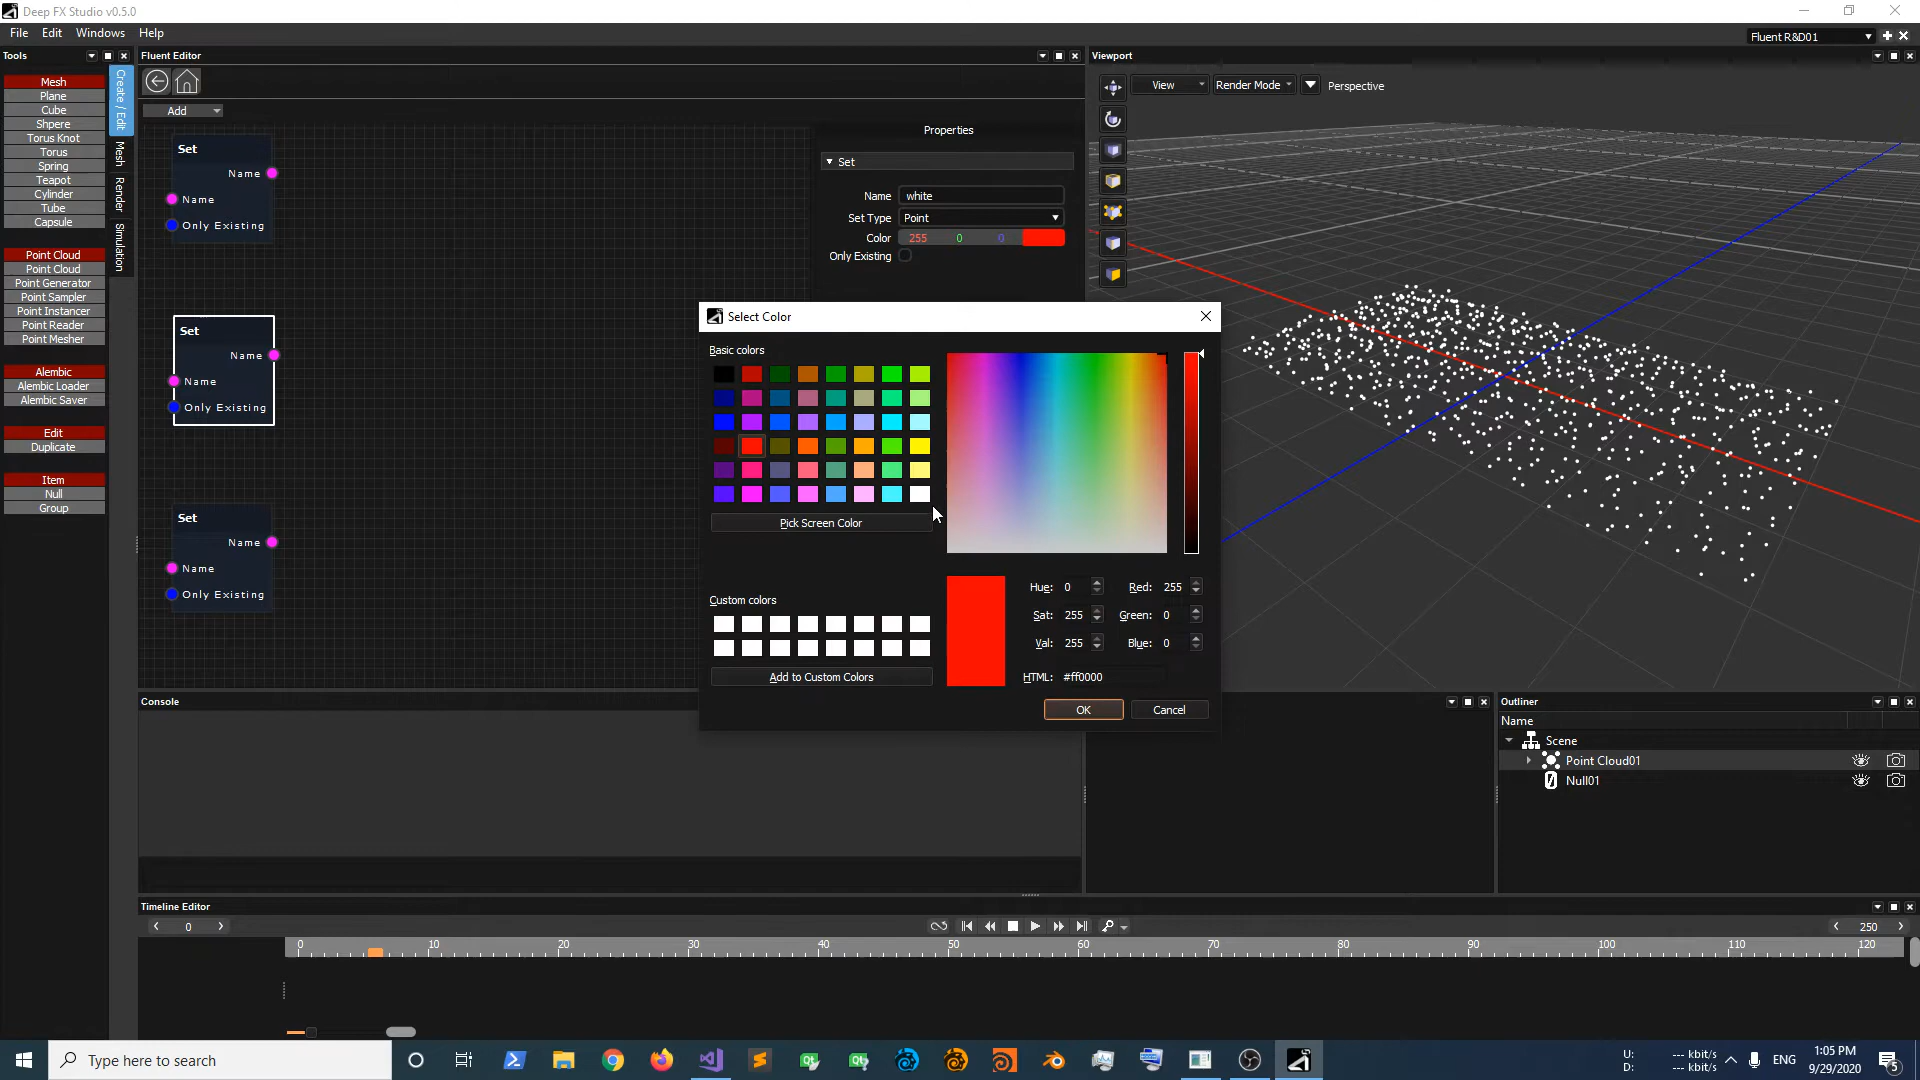 Deep FX Studio v0.5.0
File Edit Windows Help
Fluent R&D01
Tools
Fluent Editor
Viewport
Mesh
Plane
Cube
Shpere
Torus Knot
Torus
Spring
Teapot
Cylinder
Tube
Capsule
Point Cloud
Point Cloud
Point Generator
Point Sampler
Point Instancer
Point Reader
Point Mesher
Alembic
Alembic Loader
Alembic Saver
Edit
Duplicate
Item
Null
Group
Create / Edit
Mesh
Render
Simulation
Add
Set
Name
Name
Only Existing
Set
Name
Name
Only Existing
Set
Name
Name
Only Existing
Properties
Set
Name white
Set Type Point
Color 255 0 0
Only Existing
View Render Mode Perspective
Select Color
Basic colors
Pick Screen Color
Custom colors
Add to Custom Colors
Hue: 0 Red: 255
Sat: 255 Green: 0
Val: 255 Blue: 0
HTML: #ff0000
OK Cancel
Console
Outliner
Name
Scene
Point Cloud01
Null01
Timeline Editor
0
250
0 10 20 30 40 50 60 70 80 90 100 110 120
Type here to search
U: --- kbit/s
D: --- kbit/s
ENG
1:05 PM
9/29/2020
5